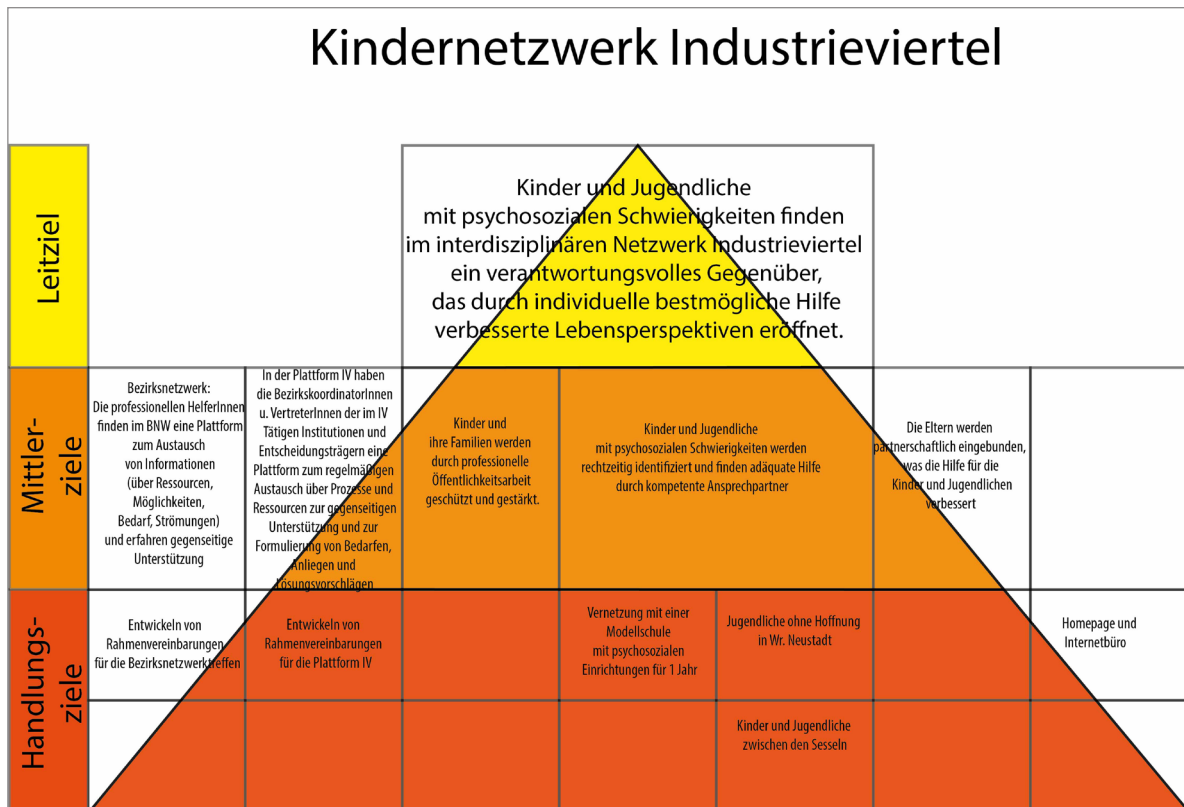 Kindernetzwerk Industrieviertel
Leitziel
Kinder und Jugendliche
mit psychosozialen Schwierigkeiten finden
im interdisziplinären Netzwerk Industrieviertel
ein verantwortungsvolles Gegenüber,
das durch individuelle bestmögliche Hilfe
verbesserte Lebensperspektiven eröffnet.
Mittler-
ziele
Bezirksnetzwerk:
Die professionellen HelferInnen
finden im BNW eine Plattform
zum Austausch
von Informationen
(über Ressourcen,
Möglichkeiten,
Bedarf, Strömungen)
und erfahren gegenseitige
Unterstützung
In der Plattform IV haben
die BezirkskoordinatorInnen
u. VertreterInnen der im IV
Tätigen Institutionen und
Entscheidungsträgern eine
Plattform zum regelmäßigen
Austausch über Prozesse und
Ressourcen zur gegenseitigen
Unterstützung und zur
Formulierung von Bedarfen,
Anliegen und
Lösungsvorschlägen
Kinder und
ihre Familien werden
durch professionelle
Öffentlichkeitsarbeit
geschützt und gestärkt.
Kinder und Jugendliche
mit psychosozialen Schwierigkeiten werden
rechtzeitig identifiziert und finden adäquate Hilfe
durch kompetente Ansprechpartner
Die Eltern werden
partnerschaftlich eingebunden,
was die Hilfe für die
Kinder und Jugendlichen
verbessert
Handlungs-
ziele
Entwickeln von
Rahmenvereinbarungen
für die Bezirksnetzwerktreffen
Entwickeln von
Rahmenvereinbarungen
für die Plattform IV
Vernetzung mit einer
Modellschule
mit psychosozialen
Einrichtungen für 1 Jahr
Jugendliche ohne Hoffnung
in Wr. Neustadt
Homepage und
Internetbüro
Kinder und Jugendliche
zwischen den Sesseln